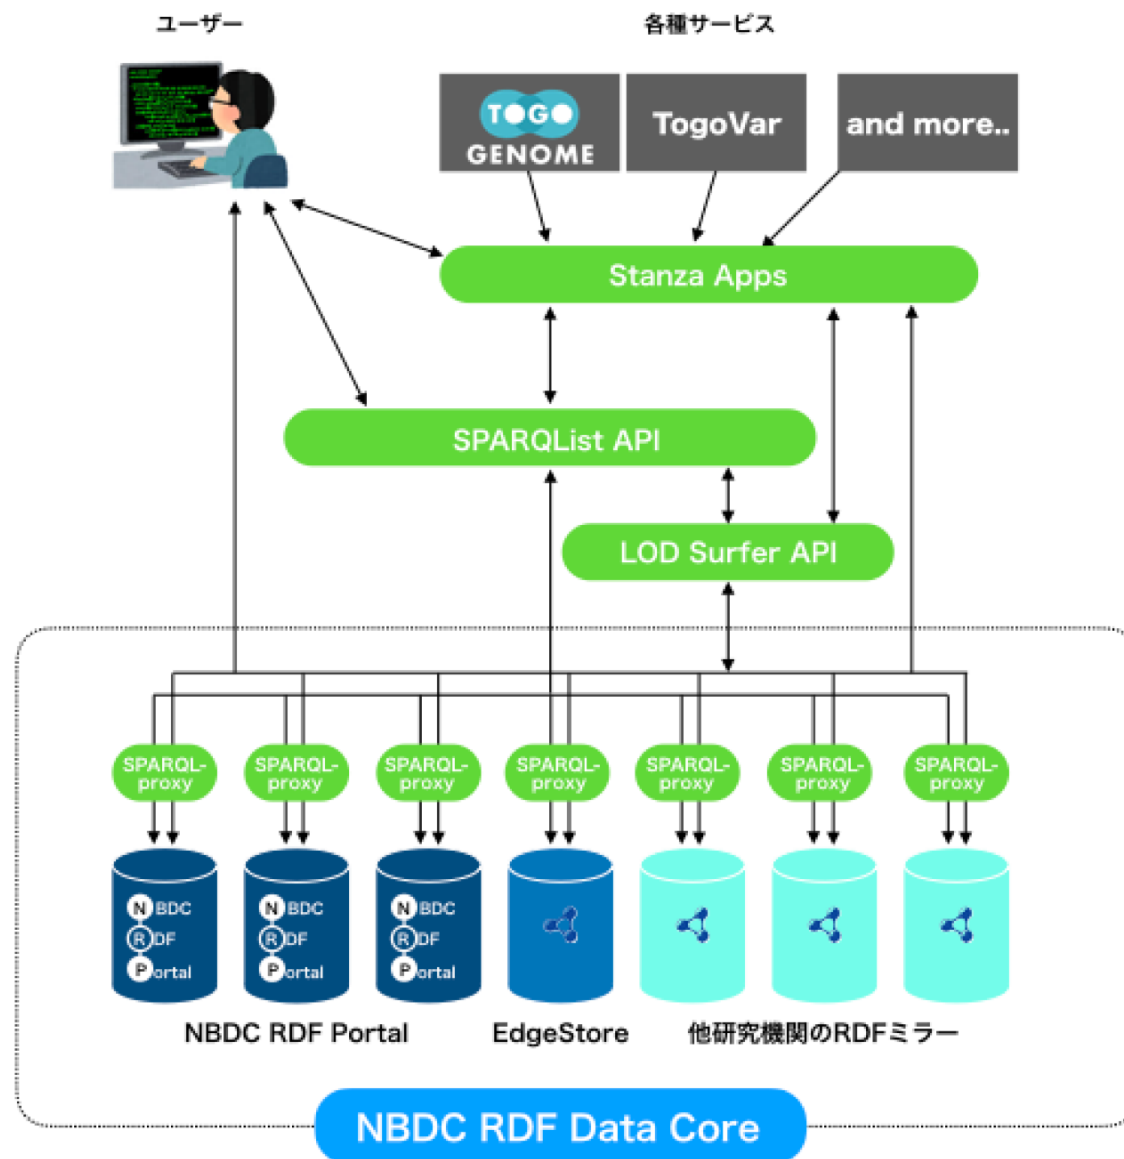 ユーザー
各種サービス
TOGO
GENOME
TogoVar
and more..
Stanza Apps
SPARQList API
LOD Surfer API
SPARQL-
proxy
SPARQL-
proxy
SPARQL-
proxy
SPARQL-
proxy
SPARQL-
proxy
SPARQL-
proxy
SPARQL-
proxy
NBDC
RDF
Portal
NBDC
RDF
Portal
NBDC
RDF
Portal
NBDC RDF Portal
EdgeStore
他研究機関のRDFミラー
NBDC RDF Data Core